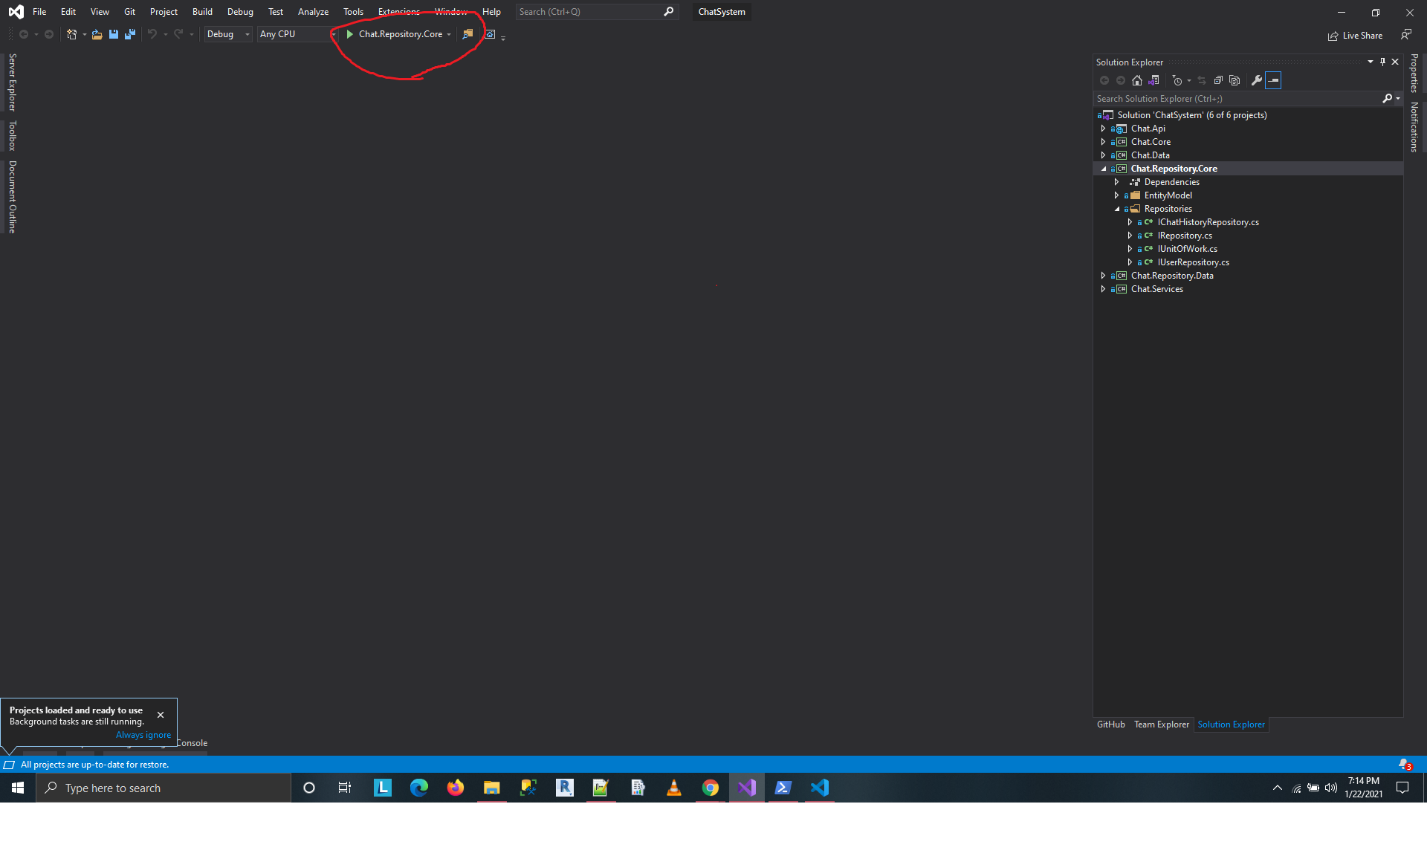 File Edit View Git Project Build Debug Test Analyze Tools Extensions Window Help Search (Ctrl+Q) ChatSystem
Debug Any CPU Chat.Repository.Core Live Share
Server Explorer
Toolbox
Document Outline
Solution Explorer
Search Solution Explorer (Ctrl+;)
Solution 'ChatSystem' (6 of 6 projects)
Chat.Api
Chat.Core
Chat.Data
Chat.Repository.Core
Dependencies
EntityModel
Repositories
IChatHistoryRepository.cs
IRepository.cs
IUnitOfWork.cs
IUserRepository.cs
Chat.Repository.Data
Chat.Services
Properties
Notifications
GitHub Team Explorer Solution Explorer
Projects loaded and ready to use
Background tasks are still running.
Always ignore
Console
All projects are up-to-date for restore.
3
Type here to search
7:14 PM
1/22/2021